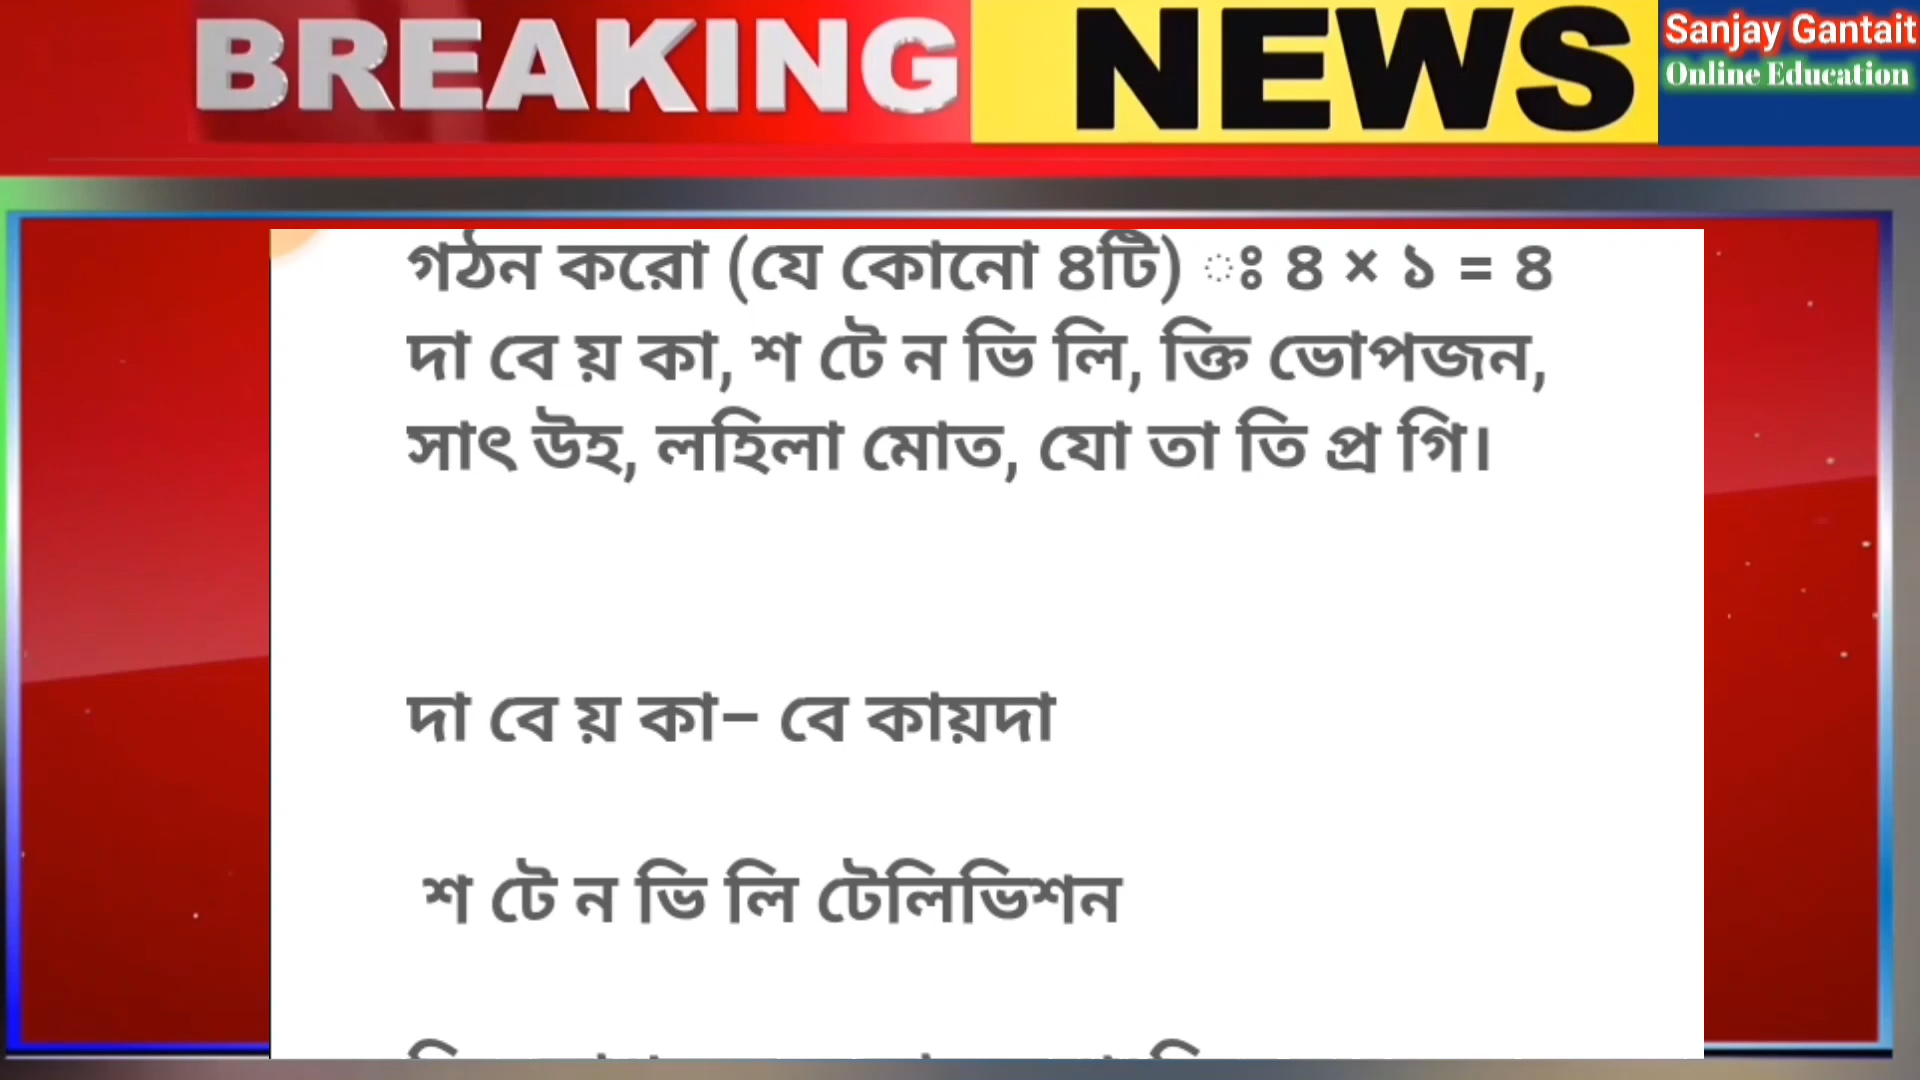 BREAKING NEWS
Sanjay Gantait
Online Education
গঠন করো (যে কোনো ৪টি) ঃ ৪ × ১ = ৪
দা বে য় কা, শ টে ন ভি লি, ক্তি ভোপজন,
সাৎ উহ, লহিলা মোত, যো তা তি প্র গি।
দা বে য় কা– বে কায়দা
শ টে ন ভি লি টেলিভিশন